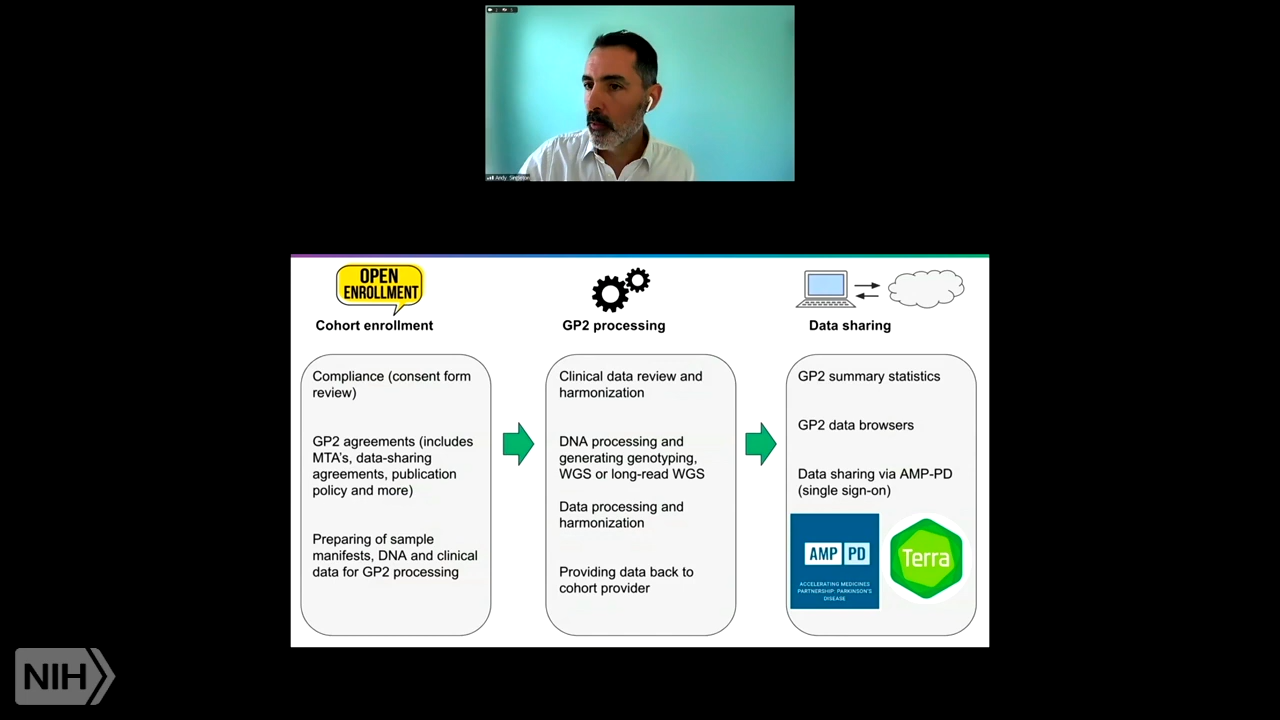 Andy Singleton
OPEN
ENROLLMENT
Cohort enrollment
GP2 processing
Data sharing
Compliance (consent form
review)
GP2 agreements (includes
MTA's, data-sharing
agreements, publication
policy and more)
Preparing of sample
manifests, DNA and clinical
data for GP2 processing
Clinical data review and
harmonization
DNA processing and
generating genotyping,
WGS or long-read WGS
Data processing and
harmonization
Providing data back to
cohort provider
GP2 summary statistics
GP2 data browsers
Data sharing via AMP-PD
(single sign-on)
AMP PD
ACCELERATING MEDICINES
PARTNERSHIP: PARKINSON'S
DISEASE
Terra
NIH